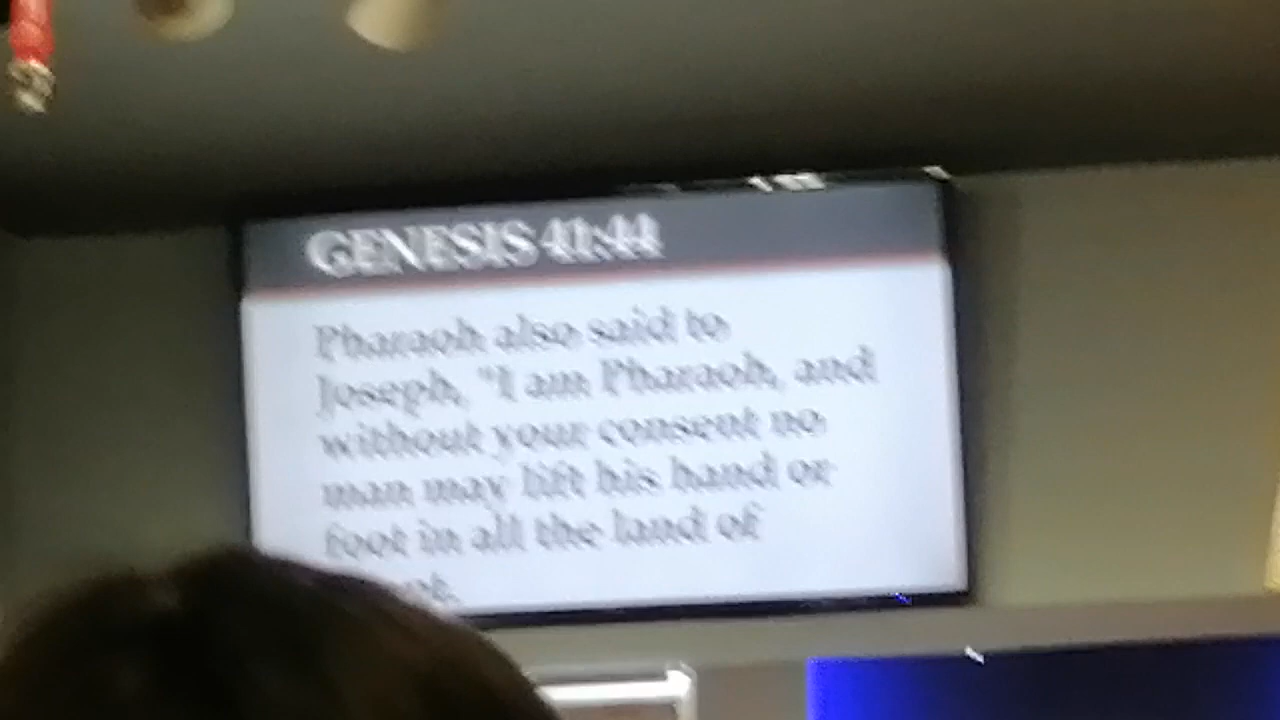 GENESIS 41:44
Pharaoh also said to
Joseph, "I am Pharaoh, and
without your consent no
man may lift his hand or
foot in all the land of